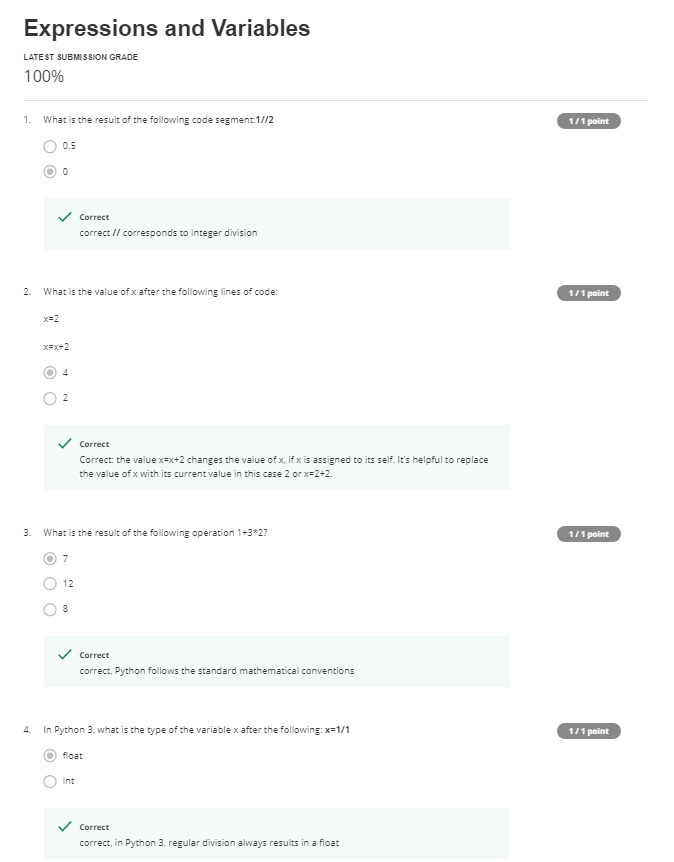 Expressions and Variables
LATEST SUBMISSION GRADE
100%
1. What is the result of the following code segment:1//2
1 / 1 point
0.5
0
Correct
correct // corresponds to integer division
2. What is the value of x after the following lines of code:
1 / 1 point
x=2
x=x+2
4
2
Correct
Correct: the value x=x+2 changes the value of x, if x is assigned to its self. It's helpful to replace
the value of x with its current value in this case 2 or x=2+2.
3. What is the result of the following operation 1+3*2?
1 / 1 point
7
12
8
Correct
correct, Python follows the standard mathematical conventions
4. In Python 3, what is the type of the variable x after the following: x=1/1
1 / 1 point
float
int
Correct
correct, in Python 3, regular division always results in a float